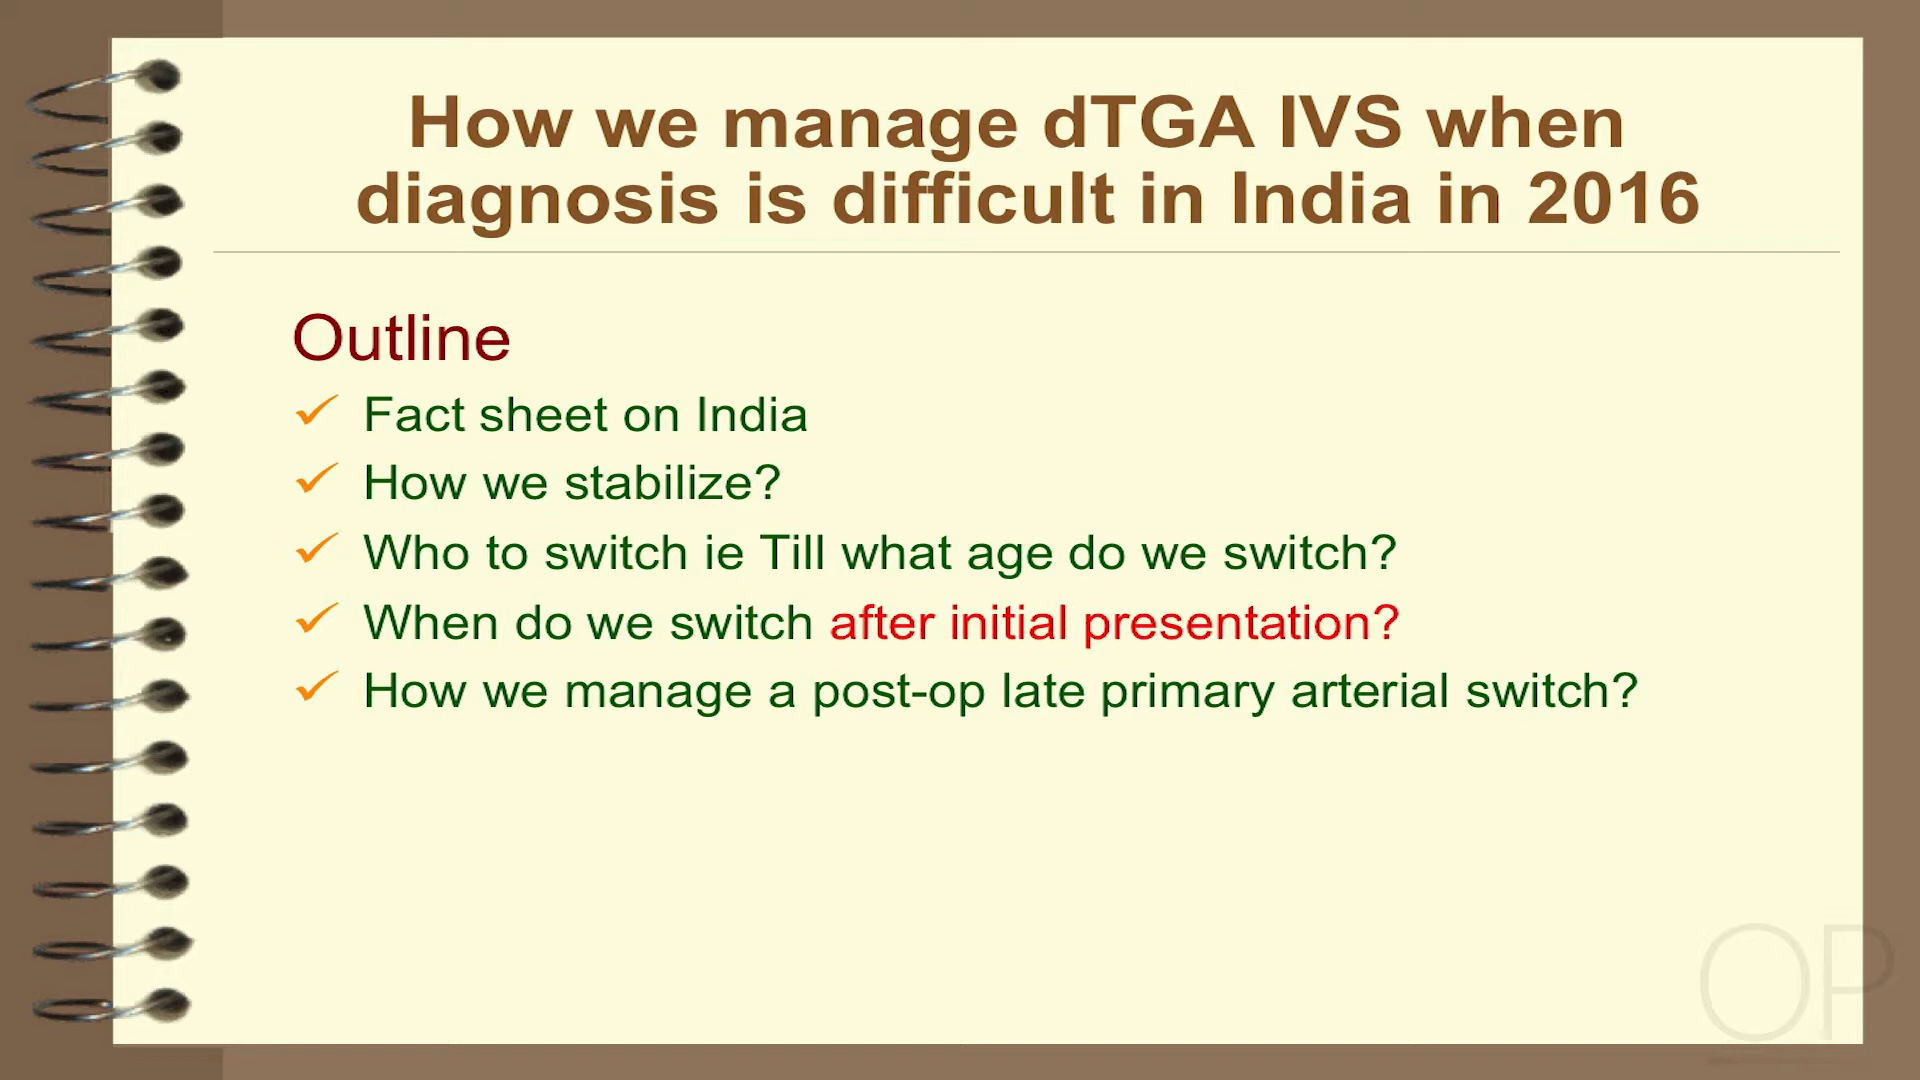 How we manage dTGA IVS when
diagnosis is difficult in India in 2016
Outline
Fact sheet on India
How we stabilize?
Who to switch ie Till what age do we switch?
When do we switch after initial presentation?
How we manage a post-op late primary arterial switch?
OP